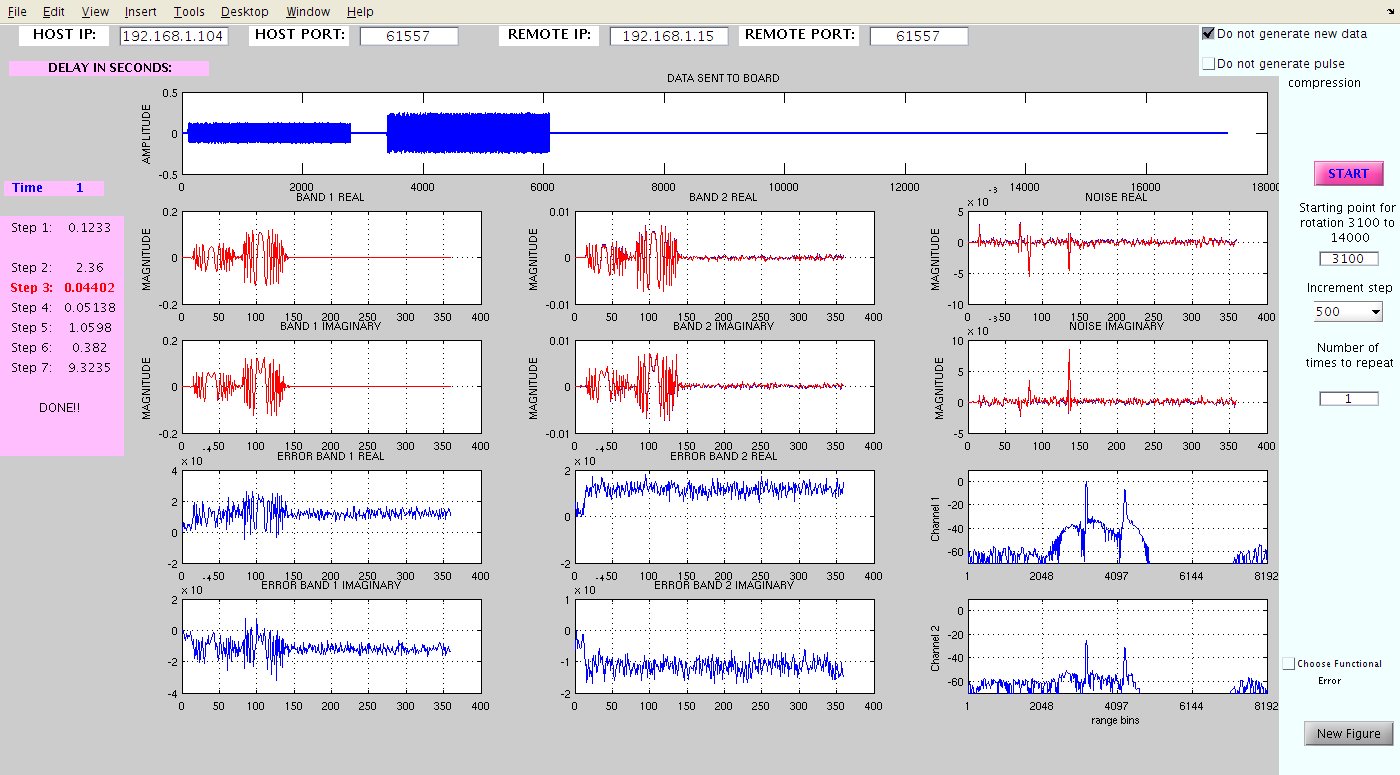 File Edit View Insert Tools Desktop Window Help
HOST IP: 192.168.1.104 HOST PORT: 61557 REMOTE IP: 192.168.1.15 REMOTE PORT: 61557
Do not generate new data
Do not generate pulse
compression
DELAY IN SECONDS:
DATA SENT TO BOARD
AMPLITUDE
0.5
0
-0.5
0 2000 4000 6000 8000 10000 12000 14000 16000 18000
Time 1
Step 1: 0.1233
Step 2: 2.36
Step 3: 0.04402
Step 4: 0.05138
Step 5: 1.0598
Step 6: 0.382
Step 7: 9.3235
DONE!!
BAND 1 REAL
MAGNITUDE
0.2
0
-0.2
0 50 100 150 200 250 300 350 400
BAND 2 REAL
MAGNITUDE
0.01
0
-0.01
0 50 100 150 200 250 300 350 400
x 10 -3
NOISE REAL
MAGNITUDE
5
0
-5
-10
0 50 100 150 200 250 300 350 400
BAND 1 IMAGINARY
MAGNITUDE
0.2
0
-0.2
0 50 100 150 200 250 300 350 400
BAND 2 IMAGINARY
MAGNITUDE
0.01
0
-0.01
0 50 100 150 200 250 300 350 400
x 10
NOISE IMAGINARY
MAGNITUDE
10
5
0
-5
0 50 100 150 200 250 300 350 400
x 10 -4
ERROR BAND 1 REAL
4
2
0
-2
0 50 100 150 200 250 300 350 400
x 10
ERROR BAND 2 REAL
2
0
-2
0 50 100 150 200 250 300 350 400
Channel 1
0
-20
-40
-60
1 2048 4097 6144 8192
x 10 -4
ERROR BAND 1 IMAGINARY
2
0
-2
-4
0 50 100 150 200 250 300 350 400
x 10 -4
ERROR BAND 2 IMAGINARY
1
0
-1
-2
0 50 100 150 200 250 300 350 400
Channel 2
0
-20
-40
-60
1 2048 4097 6144 8192
range bins
START
Starting point for
rotation 3100 to
14000
3100
Increment step
500
Number of
times to repeat
1
Choose Functional
Error
New Figure